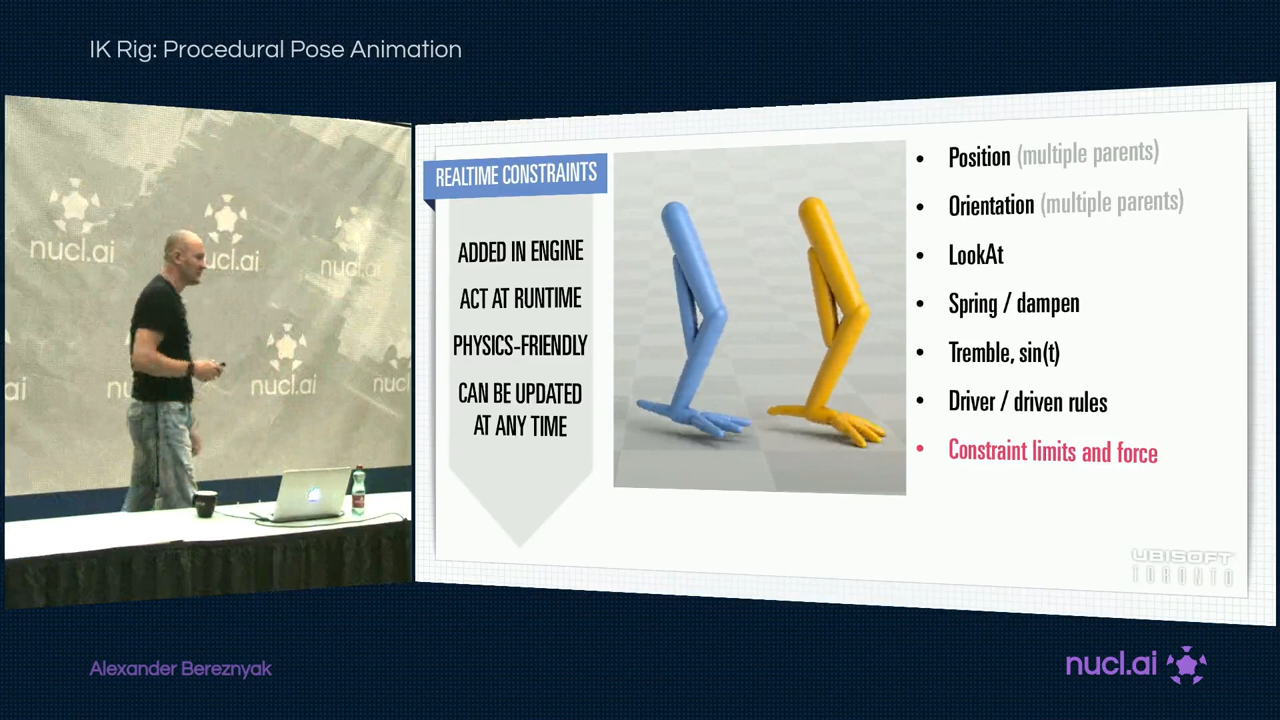 IK Rig: Procedural Pose Animation
nucl.ai
nucl.ai
nucl.ai
nucl.ai
REALTIME CONSTRAINTS
ADDED IN ENGINE
ACT AT RUNTIME
PHYSICS-FRIENDLY
CAN BE UPDATED
AT ANY TIME
• Position (multiple parents)
• Orientation (multiple parents)
• LookAt
• Spring / dampen
• Tremble, sin(t)
• Driver / driven rules
• Constraint limits and force
UBISOFT
TORONTO
Alexander Bereznyak
nucl.ai